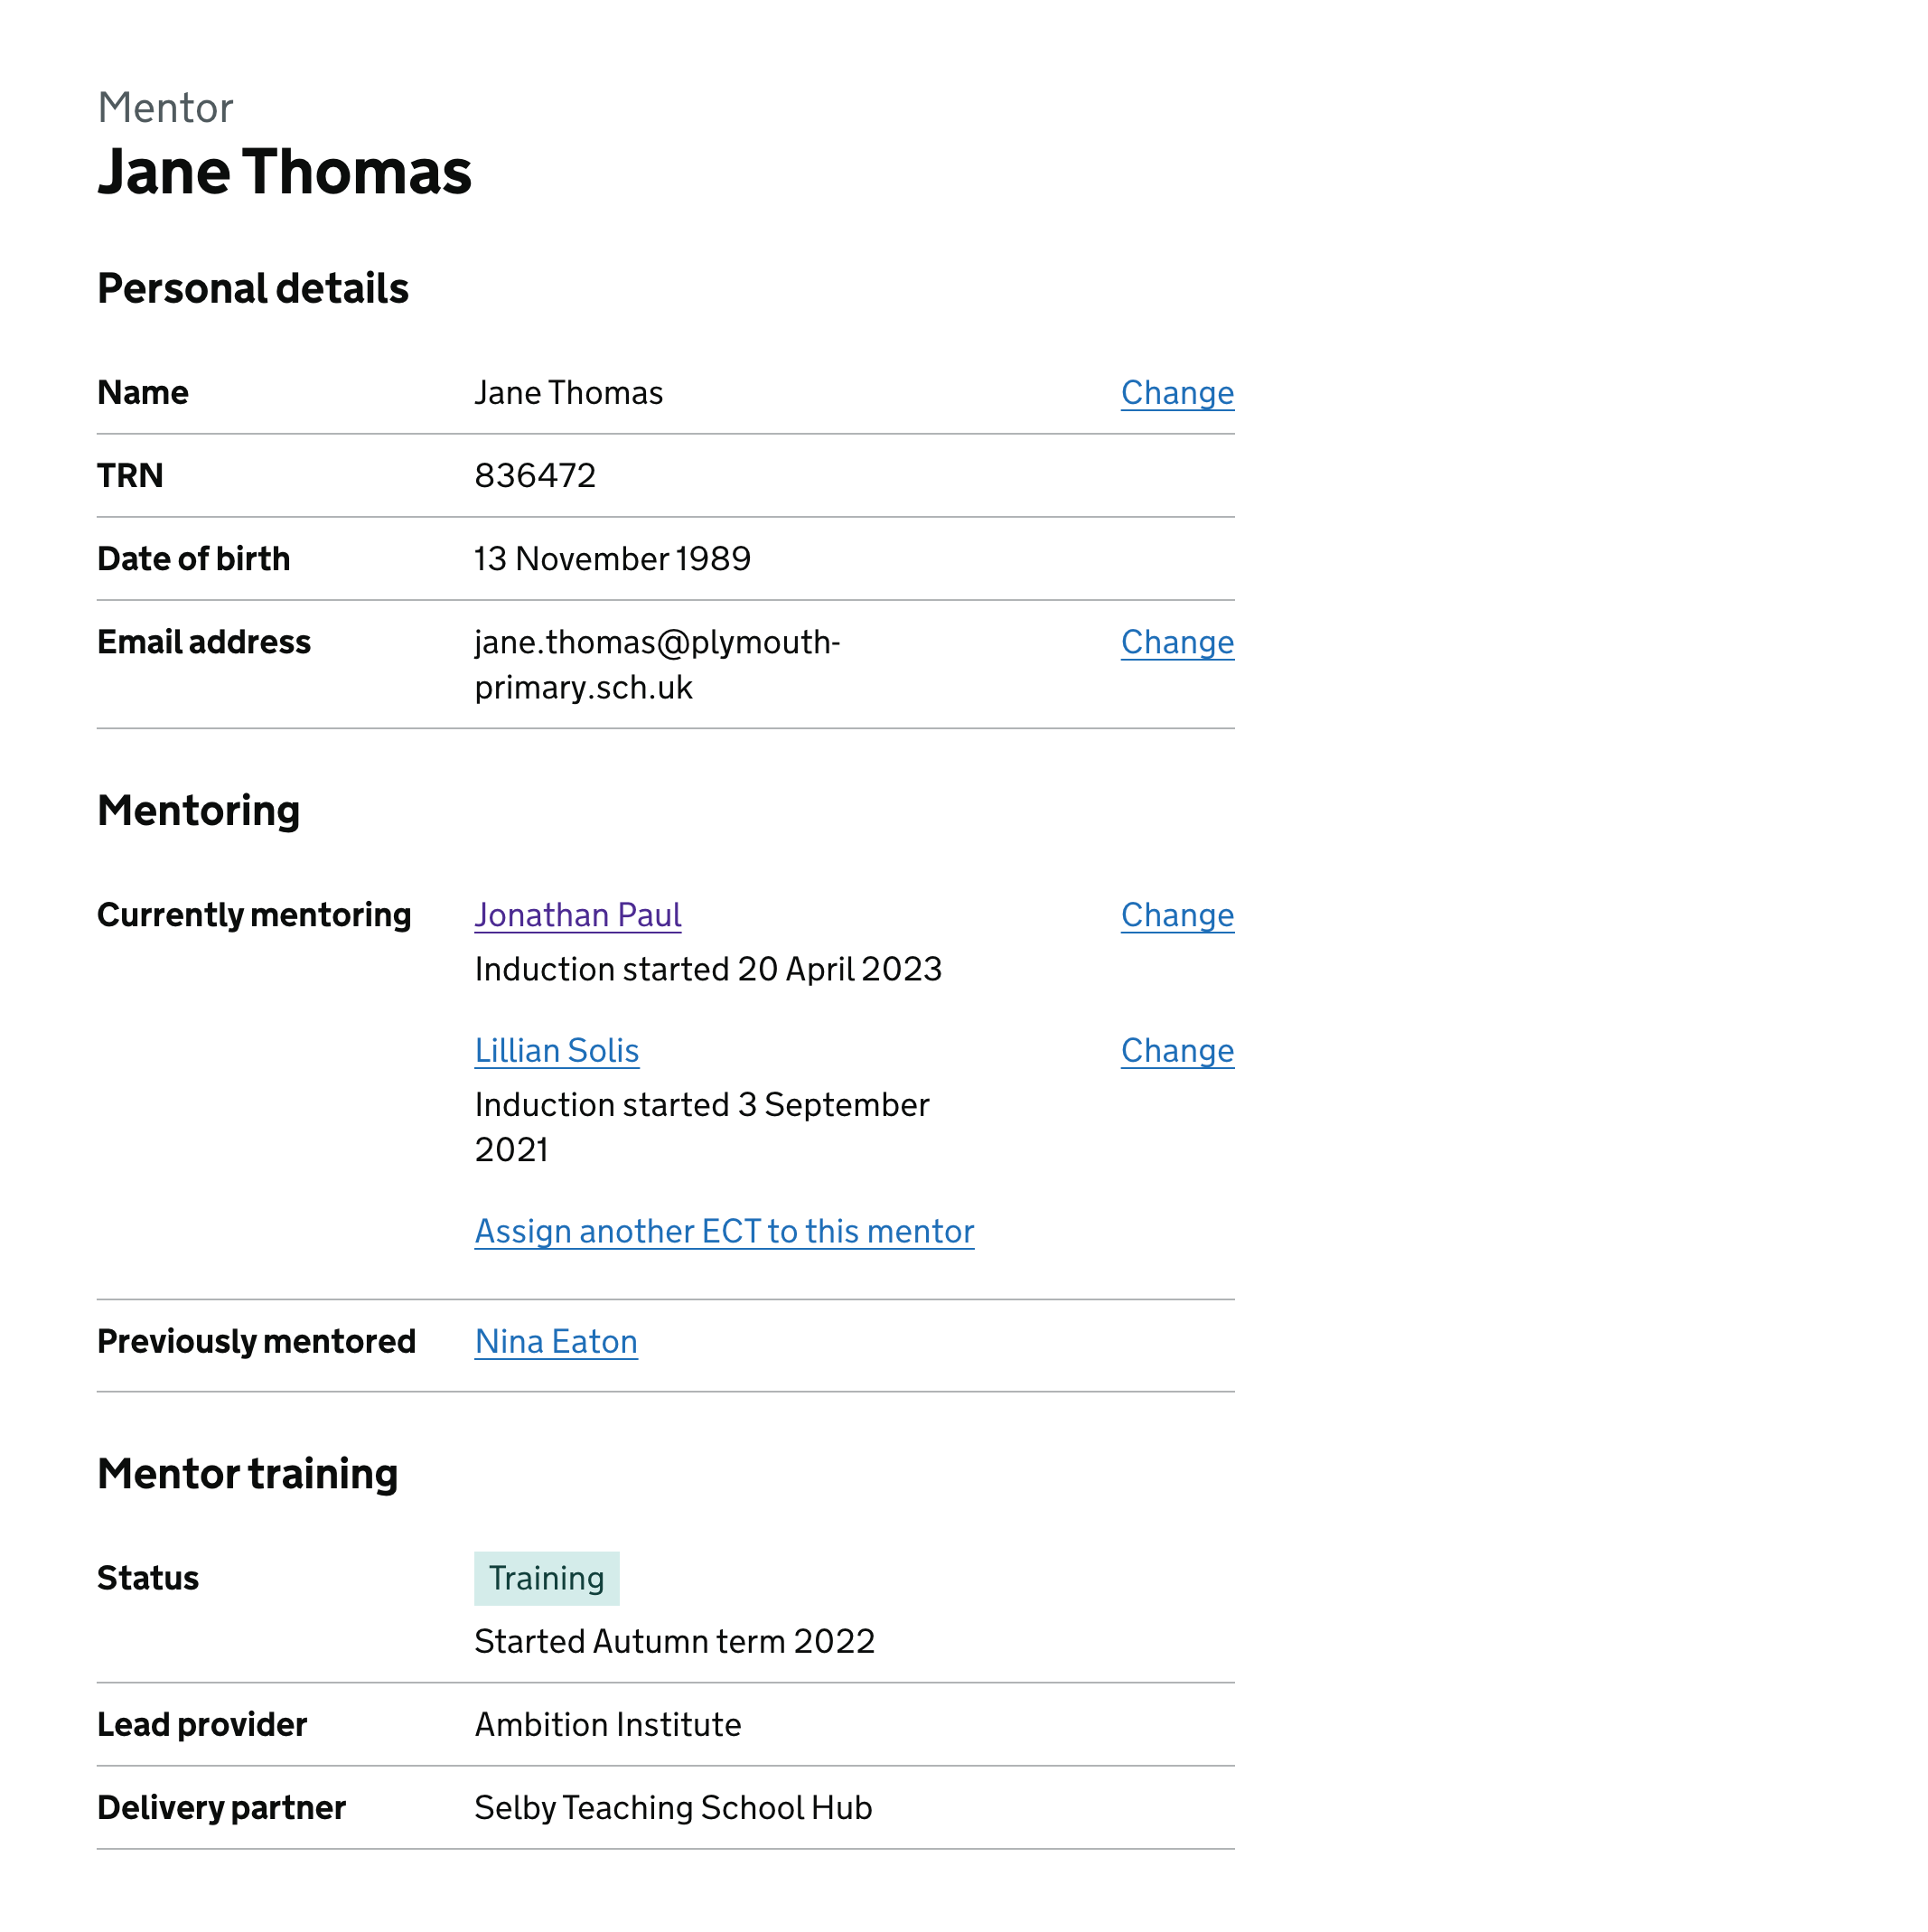 Mentor
Jane Thomas
Personal details
Name Jane Thomas Change
TRN 836472
Date of birth 13 November 1989
Email address jane.thomas@plymouth- Change
primary.sch.uk
Mentoring
Currently mentoring Jonathan Paul Change
Induction started 20 April 2023
Lillian Solis Change
Induction started 3 September
2021
Assign another ECT to this mentor
Previously mentored Nina Eaton
Mentor training
Status Training
Started Autumn term 2022
Lead provider Ambition Institute
Delivery partner Selby Teaching School Hub